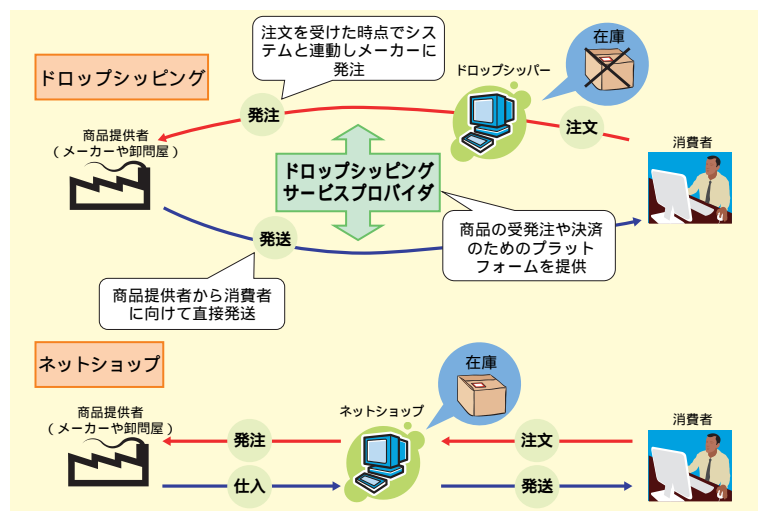 ドロップシッピング
注文を受けた時点でシス
テムと連動しメーカーに
発注
ドロップシッパー
在庫
発注
注文
商品提供者
(メーカーや卸問屋)
消費者
ドロップシッピング
サービスプロバイダ
発送
商品の受発注や決済
のためのプラット
フォームを提供
商品提供者から消費者
に向けて直接発送
ネットショップ
在庫
ネットショップ
商品提供者
(メーカーや卸問屋)
発注
注文
消費者
仕入
発送